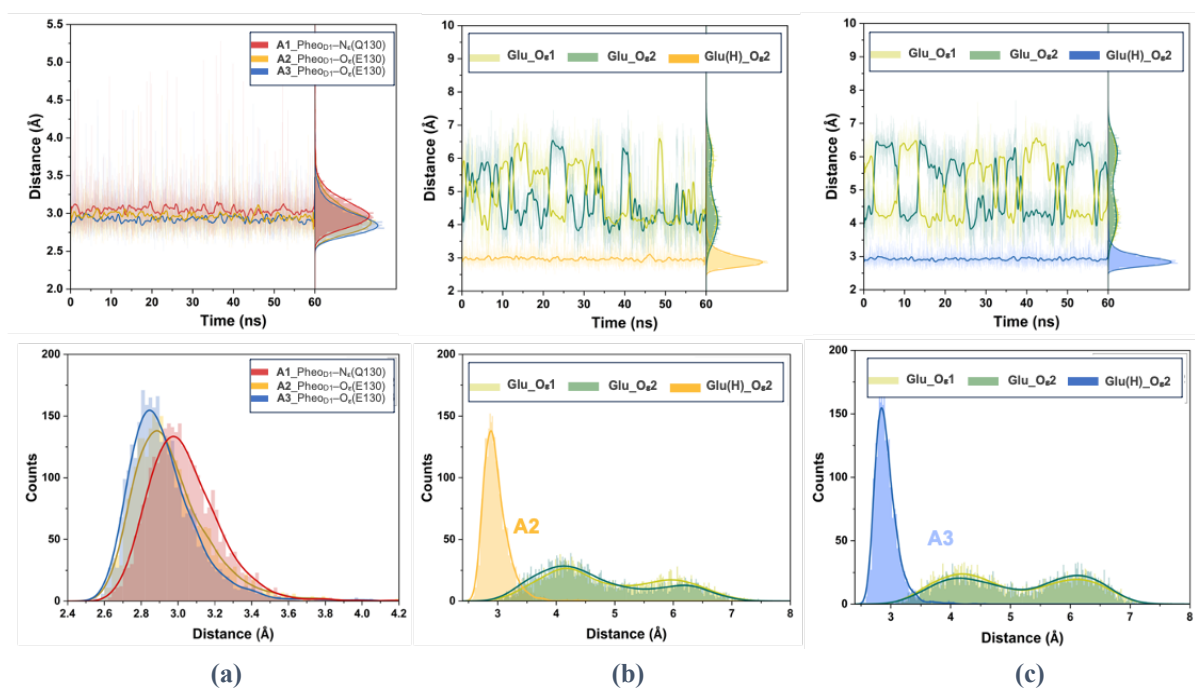 5.5
5.0
4.5
4.0
3.5
3.0
2.5
2.0
Distance (Å)
A1_PheoD1–Nε(Q130)
A2_PheoD1–Oε(E130)
A3_PheoD1–Oε(E130)
0 10 20 30 40 50 60
Time (ns)
10
9
8
7
6
5
4
3
2
Distance (Å)
Glu_Oε1 Glu_Oε2 Glu(H)_Oε2
0 10 20 30 40 50 60
Time (ns)
10
9
8
7
6
5
4
3
2
Distance (Å)
Glu_Oε1 Glu_Oε2 Glu(H)_Oε2
0 10 20 30 40 50 60
Time (ns)
200
150
100
50
0
Counts
A1_PheoD1–Nε(Q130)
A2_PheoD1–Oε(E130)
A3_PheoD1–Oε(E130)
2.4 2.6 2.8 3.0 3.2 3.4 3.6 3.8 4.0 4.2
Distance (Å)
200
150
100
50
0
Counts
Glu_Oε1 Glu_Oε2 Glu(H)_Oε2
A2
3 4 5 6 7 8
Distance (Å)
200
150
100
50
0
Counts
Glu_Oε1 Glu_Oε2 Glu(H)_Oε2
A3
3 4 5 6 7 8
Distance (Å)
(a) (b) (c)